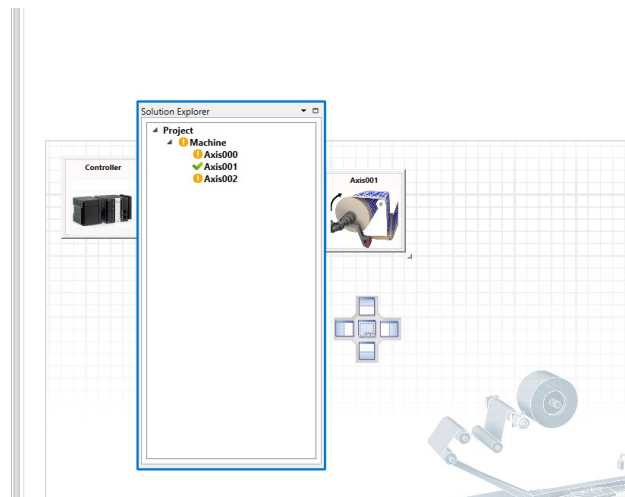 Solution Explorer
Project
Machine
Axis000
Axis001
Axis002
Controller
Axis001